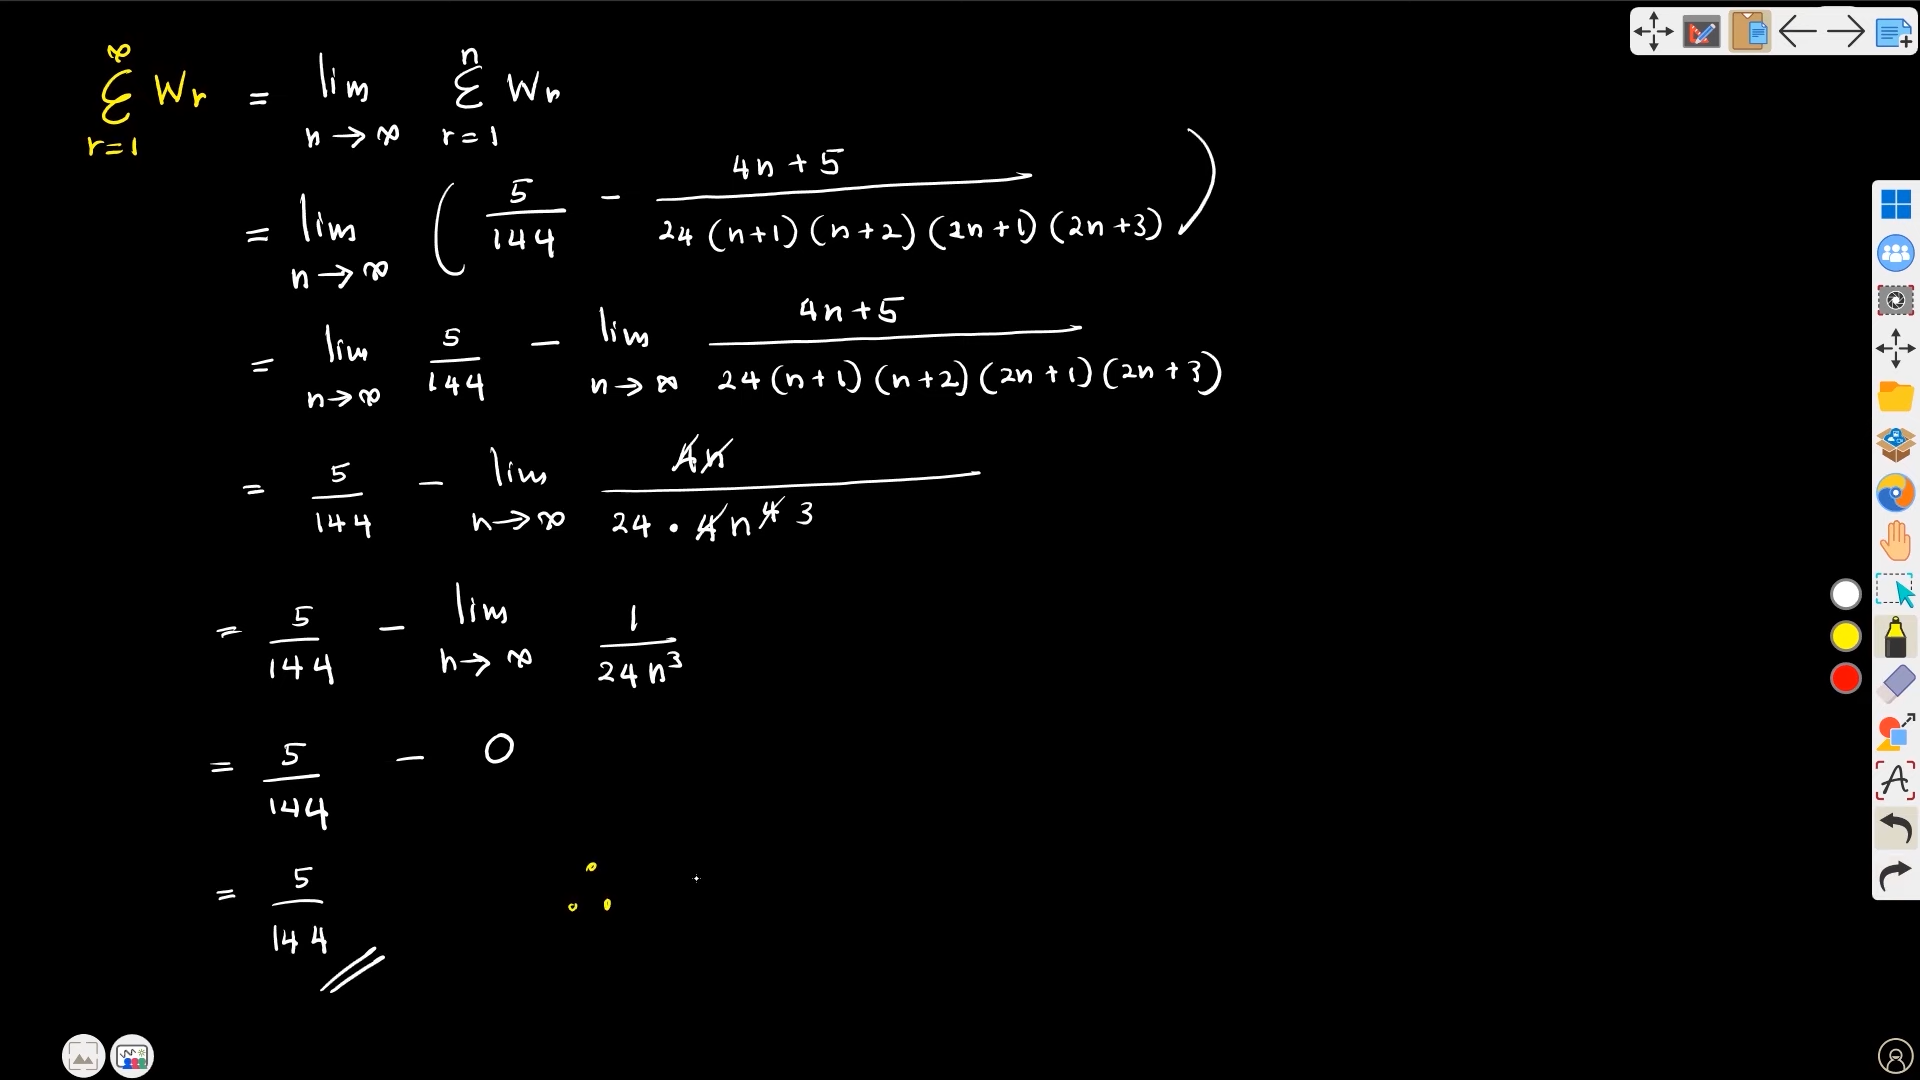 ∞
Σ Wr = lim n→∞ n Σ r=1 Wr
r=1
= lim n→∞ ( 5/144 - (4n+5)/(24(n+1)(n+2)(2n+1)(2n+3)) )
= lim n→∞ 5/144 - lim n→∞ (4n+5)/(24(n+1)(n+2)(2n+1)(2n+3))
= 5/144 - lim n→∞ 4n/(24 · 4n⁴ 3)
= 5/144 - lim n→∞ 1/(24n³)
= 5/144 - 0
= 5/144 ∴